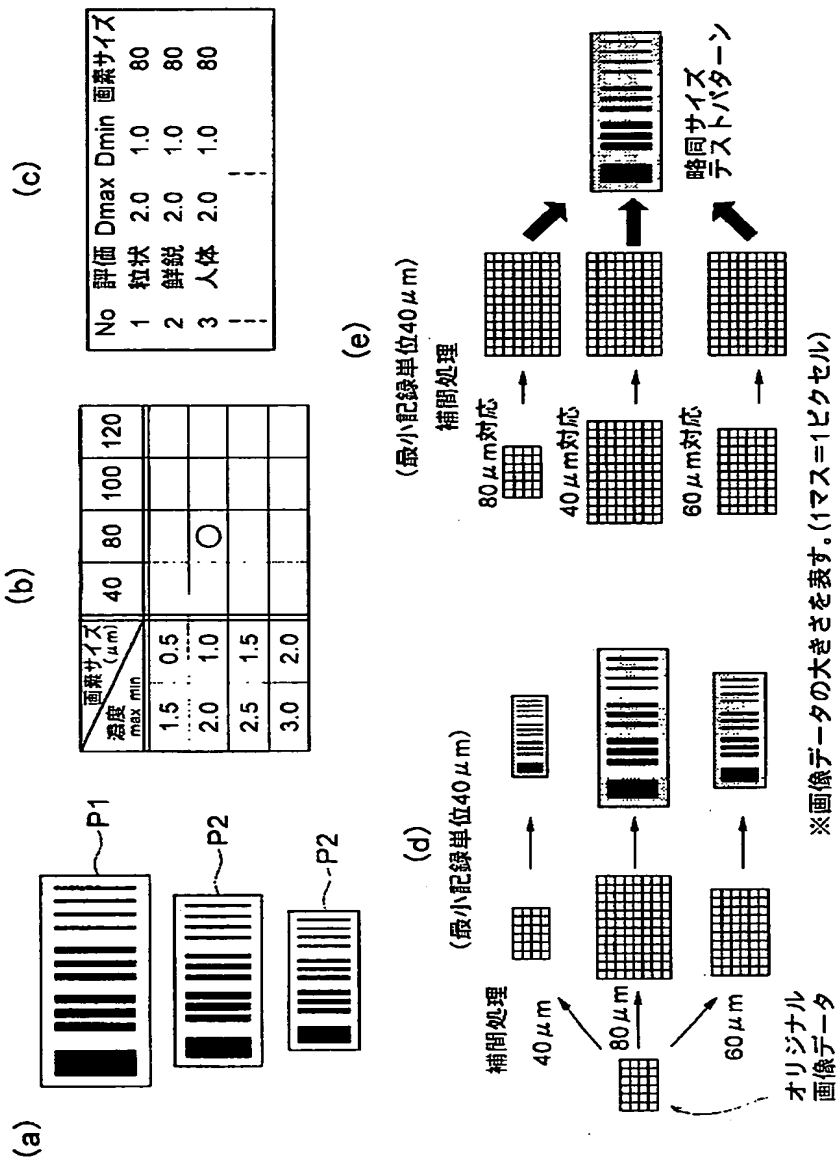 (a)
P1
P2
P2
(b)
画素サイズ
(μm)
濃度
max min
40 80 100 120
1.5 0.5
2.0 1.0 ○
2.5 1.5
3.0 2.0
(c)
No 評価 Dmax Dmin 画素サイズ
1 粒状 2.0 1.0 80
2 鮮鋭 2.0 1.0 80
3 人体 2.0 1.0 80
(d)
(最小記録単位40μm)
補間処理
40μm
80μm
60μm
オリジナル
画像データ
(e)
(最小記録単位40μm)
補間処理
80μm対応
40μm対応
60μm対応
略同サイズ
テストパターン
※画像データの大きさを表す。(1マス=1ピクセル)